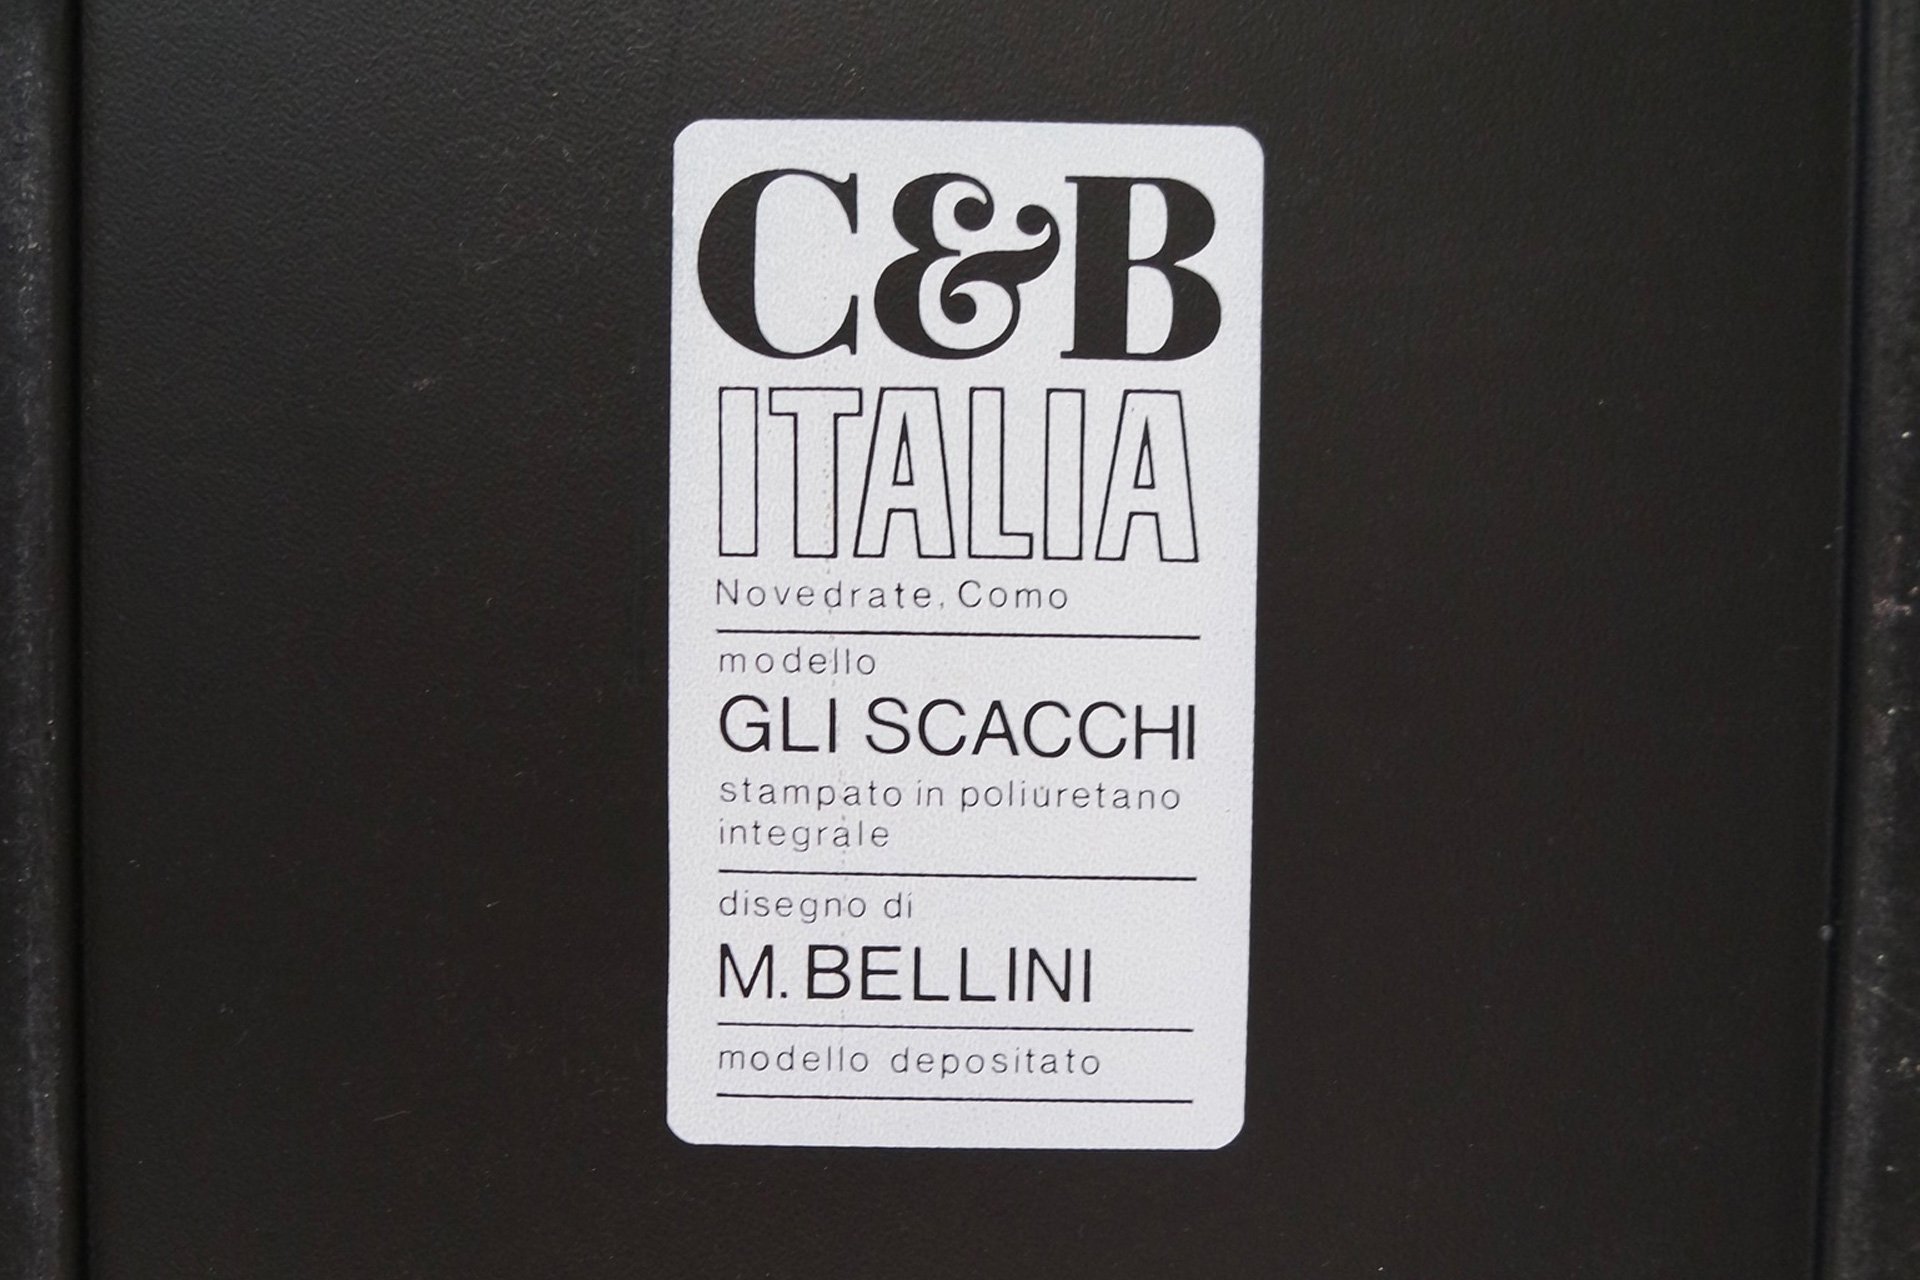 C&B
ITALIA
Novedrate, Como
modello
GLI SCACCHI
stampato in poliuretano
integrale
disegno di
M. BELLINI
modello depositato